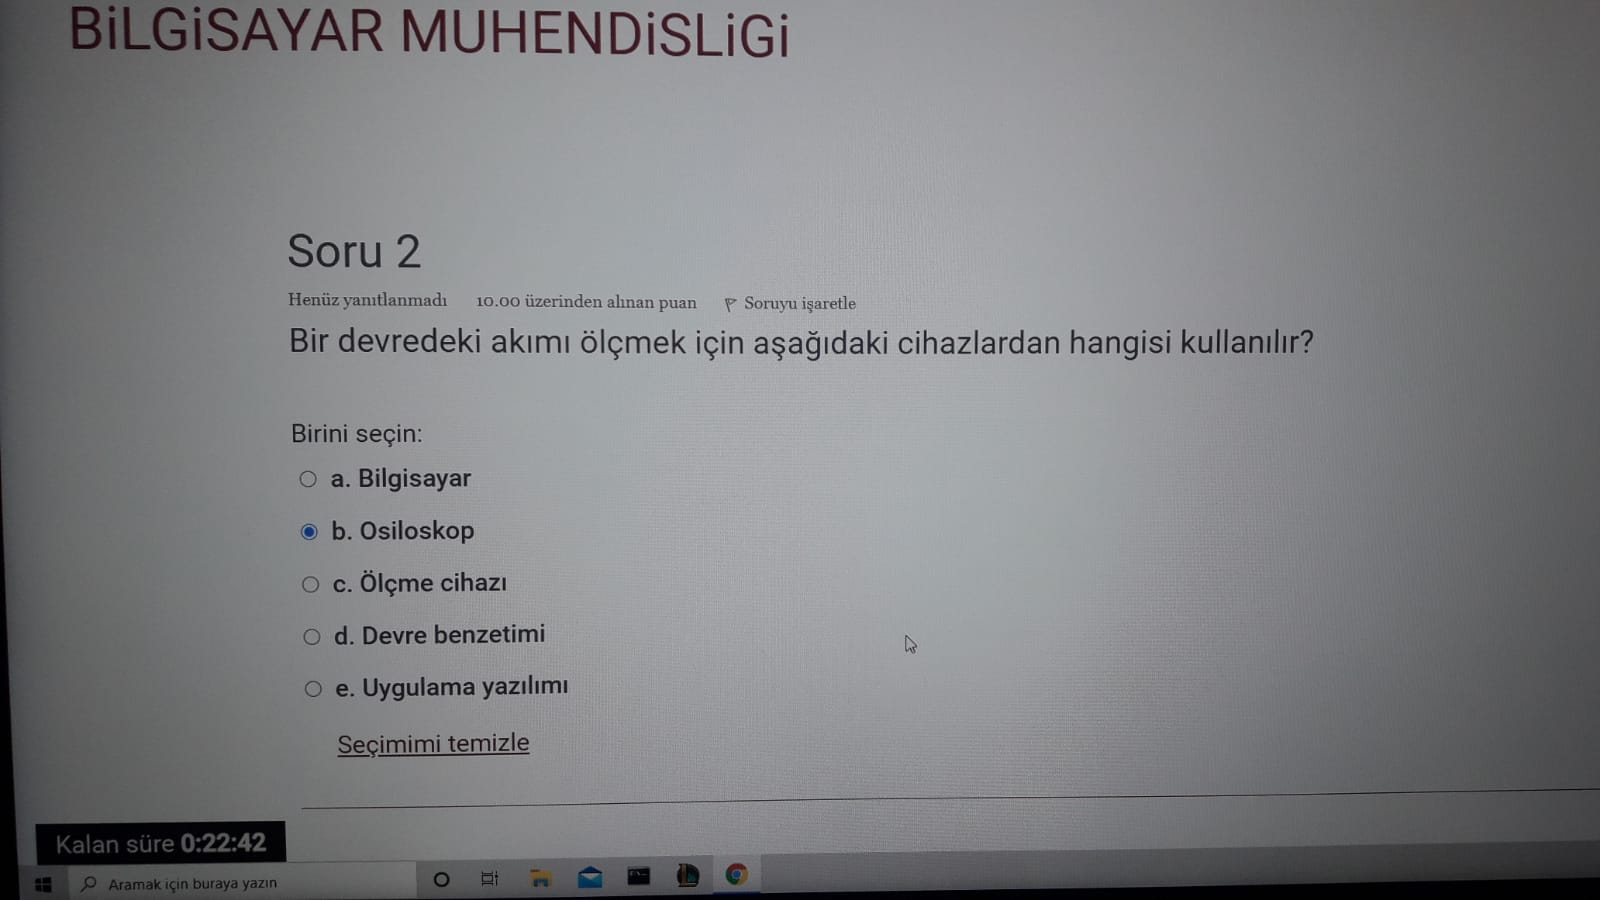 BiLGiSAYAR MUHENDiSLiGi
Soru 2
Henüz yanıtlanmadı 10.00 üzerinden alınan puan Soruyu işaretle
Bir devredeki akımı ölçmek için aşağıdaki cihazlardan hangisi kullanılır?
Birini seçin:
a. Bilgisayar
b. Osiloskop
c. Ölçme cihazı
d. Devre benzetimi
e. Uygulama yazılımı
Seçimimi temizle
Kalan süre 0:22:42
Aramak için buraya yazın